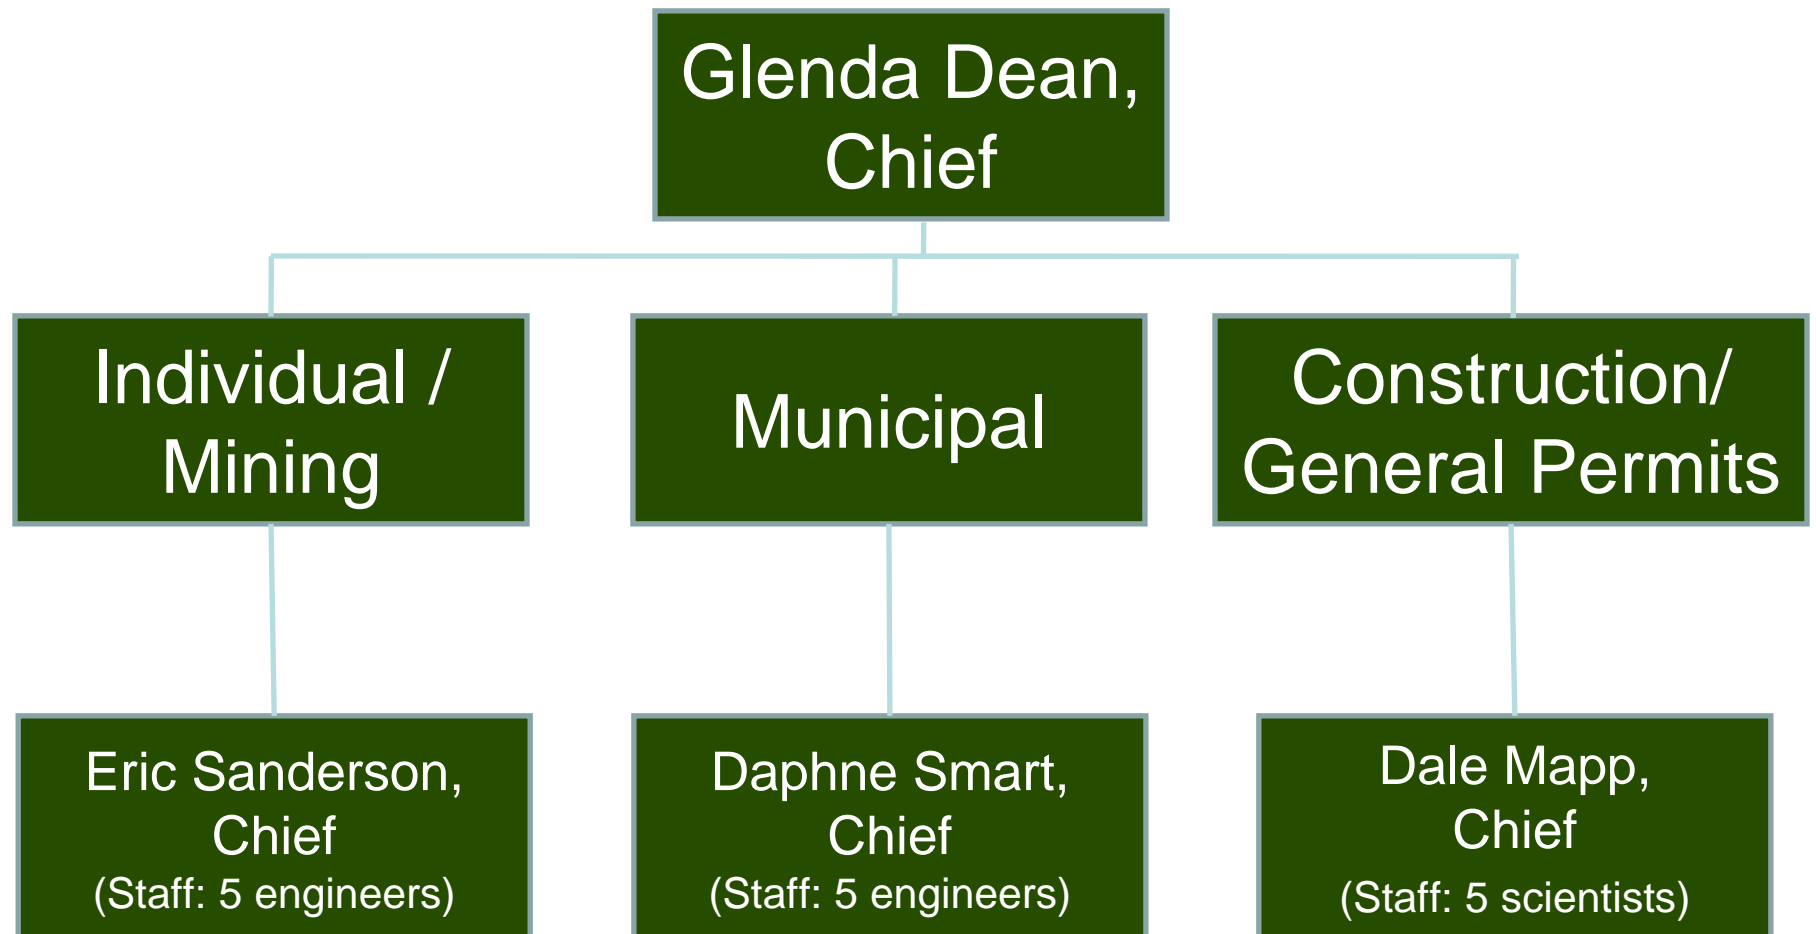 Glenda Dean,
Chief
Individual /
Mining
Municipal
Construction/
General Permits
Eric Sanderson,
Chief
(Staff: 5 engineers)
Daphne Smart,
Chief
(Staff: 5 engineers)
Dale Mapp,
Chief
(Staff: 5 scientists)